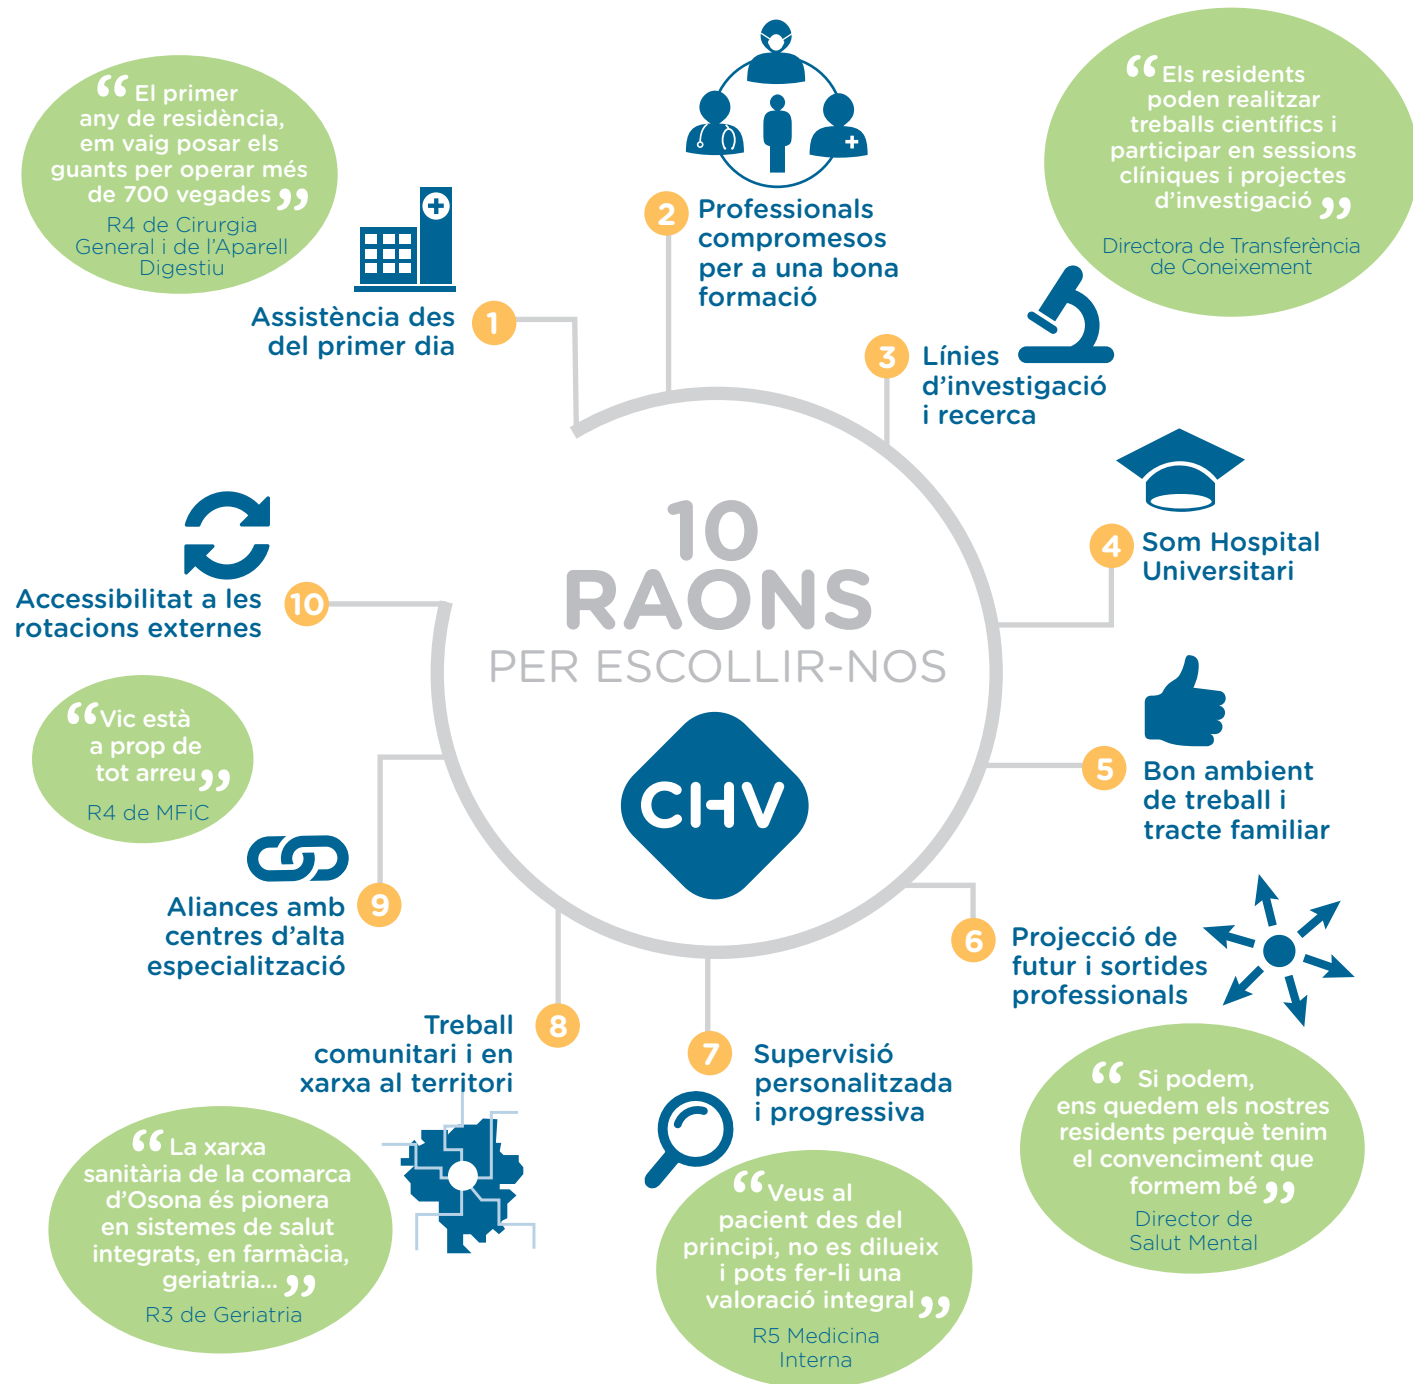 “ El primer
any de residència,
em vaig posar els
guants per operar més
de 700 vegades ”
R4 de Cirurgia
General i de l’Aparell
Digestiu
1
Assistència des
del primer dia
2
Professionals
compromesos
per a una bona
formació
“ Els residents
poden realitzar
treballs científics i
participar en sessions
clíniques i projectes
d’investigació ”
Directora de Transferència
de Coneixement
3
Línies
d’investigació
i recerca
4
Som Hospital
Universitari
10
RAONS
PER ESCOLLIR-NOS
CHV
5
Bon ambient
de treball i
tracte familiar
6
Projecció de
futur i sortides
professionals
“ Si podem,
ens quedem els nostres
residents perquè tenim
el convenciment que
formem bé ”
Director de
Salut Mental
7
Supervisió
personalitzada
i progressiva
“ Veus al
pacient des del
principi, no es dilueix
i pots fer-li una
valoració integral ”
R5 Medicina
Interna
8
Treball
comunitari i en
xarxa al territori
“ La xarxa
sanitària de la comarca
d’Osona és pionera
en sistemes de salut
integrats, en farmàcia,
geriatria... ”
R3 de Geriatria
9
Aliances amb
centres d’alta
especialització
“ Vic està
a prop de
tot arreu ”
R4 de MFiC
10
Accessibilitat a les
rotacions externes